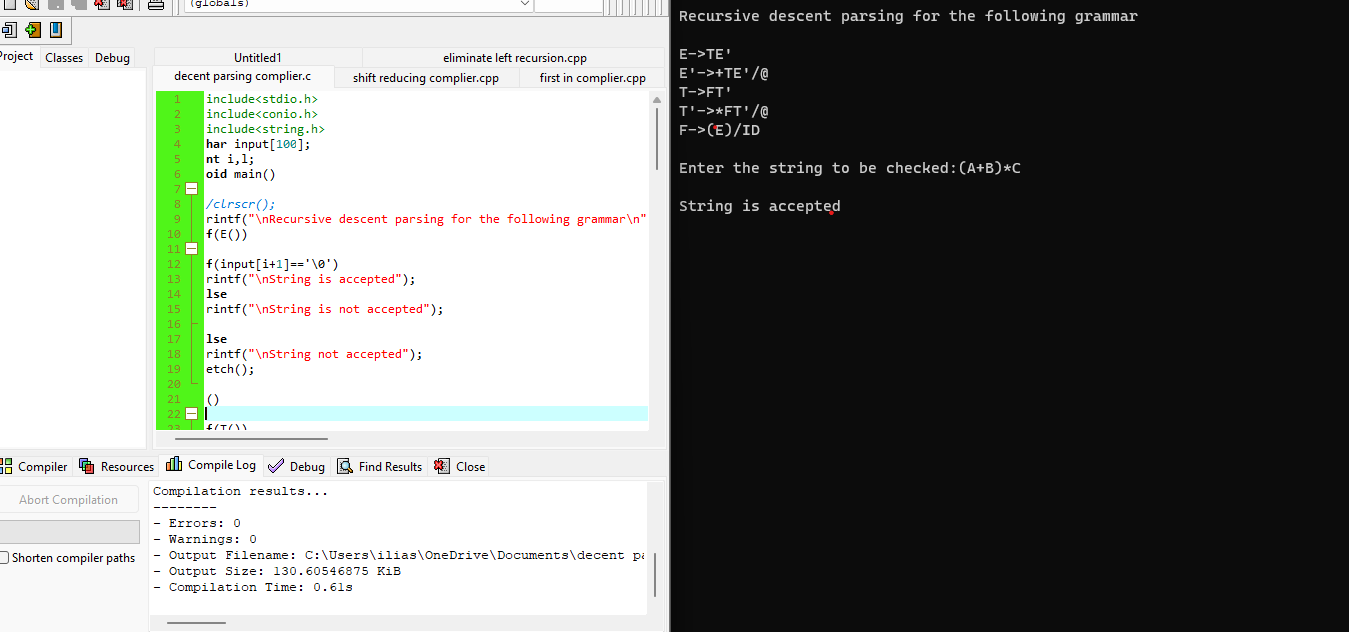 (globals)
Project Classes Debug
Untitled1 eliminate left recursion.cpp
decent parsing complier.c shift reducing complier.cpp first in complier.cpp
1 include<stdio.h>
2 include<conio.h>
3 include<string.h>
4 har input[100];
5 nt i,l;
6 oid main()
7
8 /clrscr();
9 rintf("\nRecursive descent parsing for the following grammar\n"
10 f(E())
11
12 f(input[i+1]=='\0')
13 rintf("\nString is accepted");
14 lse
15 rintf("\nString is not accepted");
16
17 lse
18 rintf("\nString not accepted");
19 etch();
20
21 ()
22
23 f(T())
Compiler Resources Compile Log Debug Find Results Close
Abort Compilation
Shorten compiler paths
Compilation results...
--------
- Errors: 0
- Warnings: 0
- Output Filename: C:\Users\ilias\OneDrive\Documents\decent pa
- Output Size: 130.60546875 KiB
- Compilation Time: 0.61s
Recursive descent parsing for the following grammar
E->TE'
E'->+TE'/@
T->FT'
T'->*FT'/@
F->(E)/ID
Enter the string to be checked:(A+B)*C
String is accepted